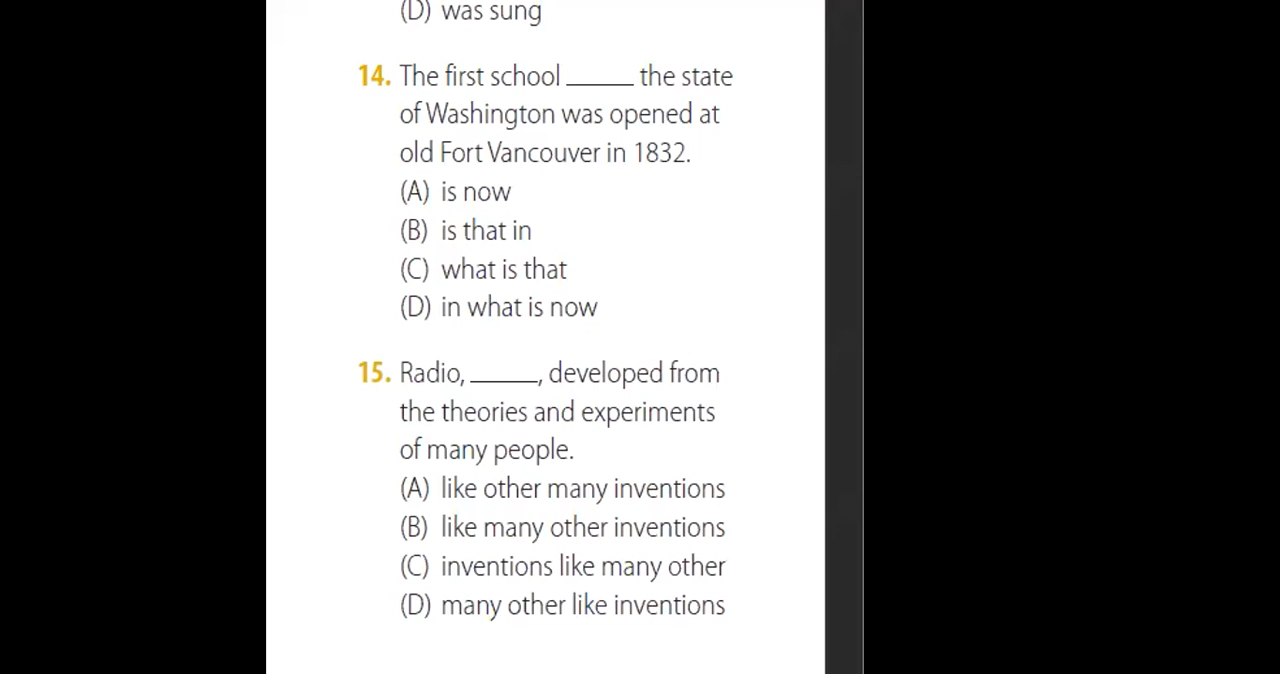 (D) was sung
14. The first school _____ the state
of Washington was opened at
old Fort Vancouver in 1832.
(A) is now
(B) is that in
(C) what is that
(D) in what is now
15. Radio, _____, developed from
the theories and experiments
of many people.
(A) like other many inventions
(B) like many other inventions
(C) inventions like many other
(D) many other like inventions